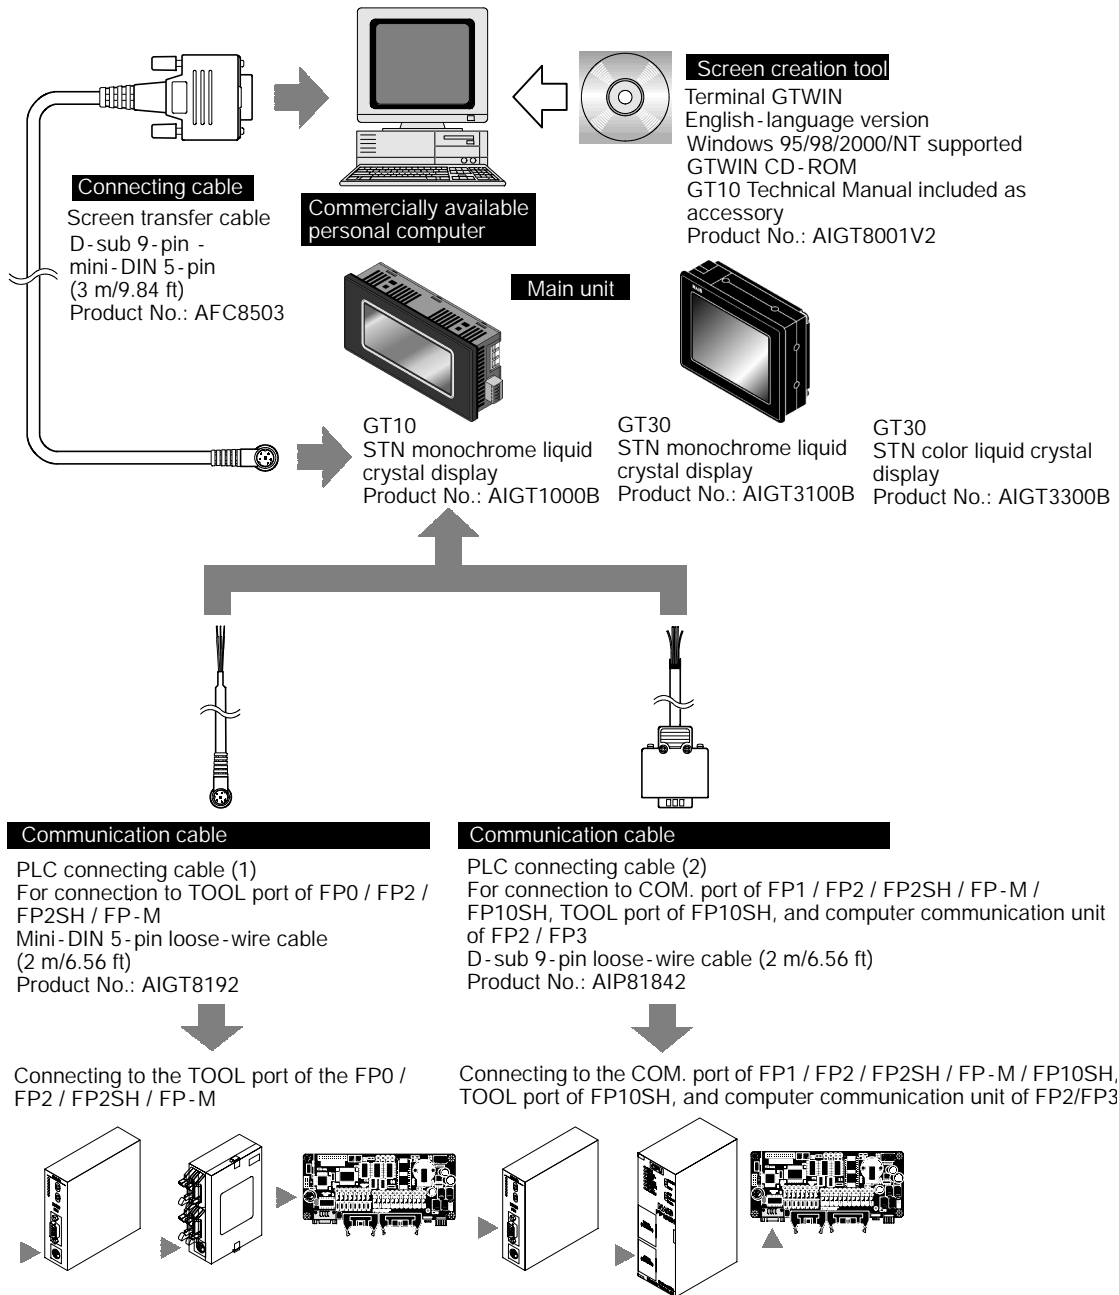 Screen creation tool
Terminal GTWIN
English-language version
Windows 95/98/2000/NT supported
GTWIN CD-ROM
GT10 Technical Manual included as
accessory
Product No.: AIGT8001V2
Connecting cable
Screen transfer cable
D-sub 9-pin -
mini-DIN 5-pin
(3 m/9.84 ft)
Product No.: AFC8503
Commercially available
personal computer
Main unit
GT10
STN monochrome liquid
crystal display
Product No.: AIGT1000B
GT30
STN monochrome liquid
crystal display
Product No.: AIGT3100B
GT30
STN color liquid crystal
display
Product No.: AIGT3300B
Communication cable
PLC connecting cable (1)
For connection to TOOL port of FP0 / FP2 /
FP2SH / FP-M
Mini-DIN 5-pin loose-wire cable
(2 m/6.56 ft)
Product No.: AIGT8192
Communication cable
PLC connecting cable (2)
For connection to COM. port of FP1 / FP2 / FP2SH / FP-M /
FP10SH, TOOL port of FP10SH, and computer communication unit
of FP2 / FP3
D-sub 9-pin loose-wire cable (2 m/6.56 ft)
Product No.: AIP81842
Connecting to the TOOL port of the FP0 /
FP2 / FP2SH / FP-M
Connecting to the COM. port of FP1 / FP2 / FP2SH / FP-M / FP10SH,
TOOL port of FP10SH, and computer communication unit of FP2/FP3